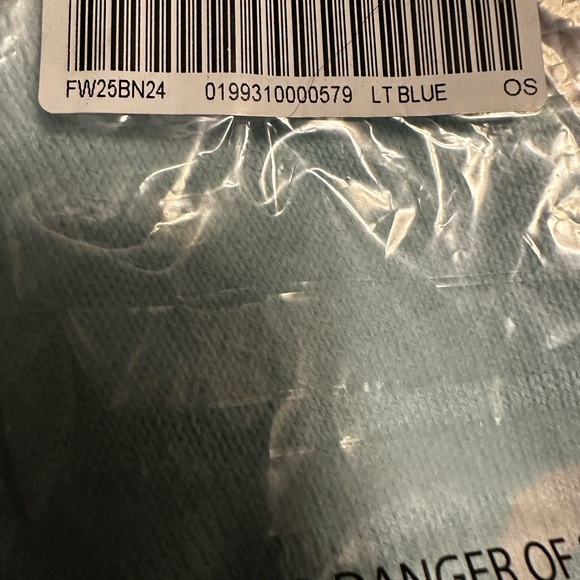 FW25BN24 0199310000579 LT BLUE OS
DANGER OF